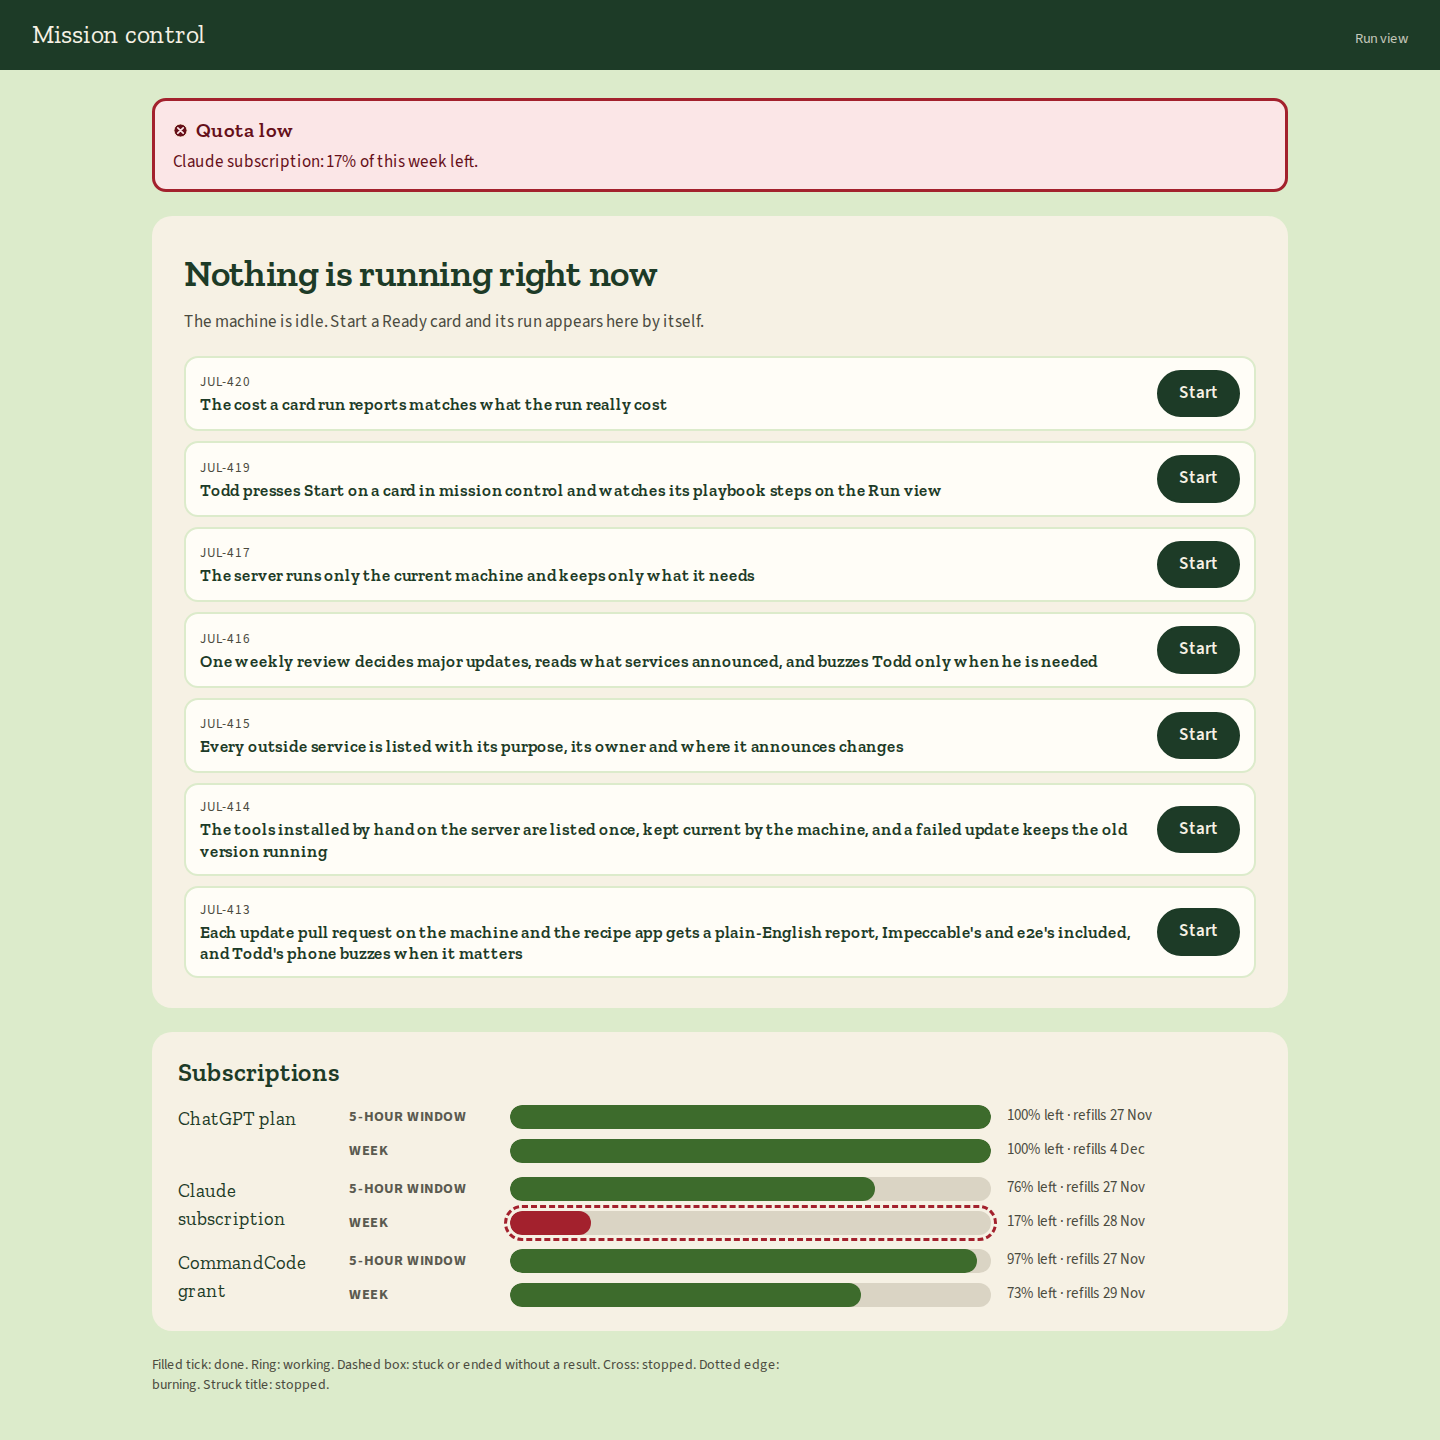 Mission control
Run view
Quota low
Claude subscription: 17% of this week left.
Nothing is running right now
The machine is idle. Start a Ready card and its run appears here by itself.
JUL-420
The cost a card run reports matches what the run really cost
Start
JUL-419
Todd presses Start on a card in mission control and watches its playbook steps on the Run view
Start
JUL-417
The server runs only the current machine and keeps only what it needs
Start
JUL-416
One weekly review decides major updates, reads what services announced, and buzzes Todd only when he is needed
Start
JUL-415
Every outside service is listed with its purpose, its owner and where it announces changes
Start
JUL-414
The tools installed by hand on the server are listed once, kept current by the machine, and a failed update keeps the old
version running
Start
JUL-413
Each update pull request on the machine and the recipe app gets a plain-English report, Impeccable's and e2e's included,
and Todd's phone buzzes when it matters
Start
Subscriptions
ChatGPT plan
5-HOUR WINDOW
100% left · refills 27 Nov
WEEK
100% left · refills 4 Dec
Claude
subscription
5-HOUR WINDOW
76% left · refills 27 Nov
WEEK
17% left · refills 28 Nov
CommandCode
grant
5-HOUR WINDOW
97% left · refills 27 Nov
WEEK
73% left · refills 29 Nov
Filled tick: done. Ring: working. Dashed box: stuck or ended without a result. Cross: stopped. Dotted edge:
burning. Struck title: stopped.